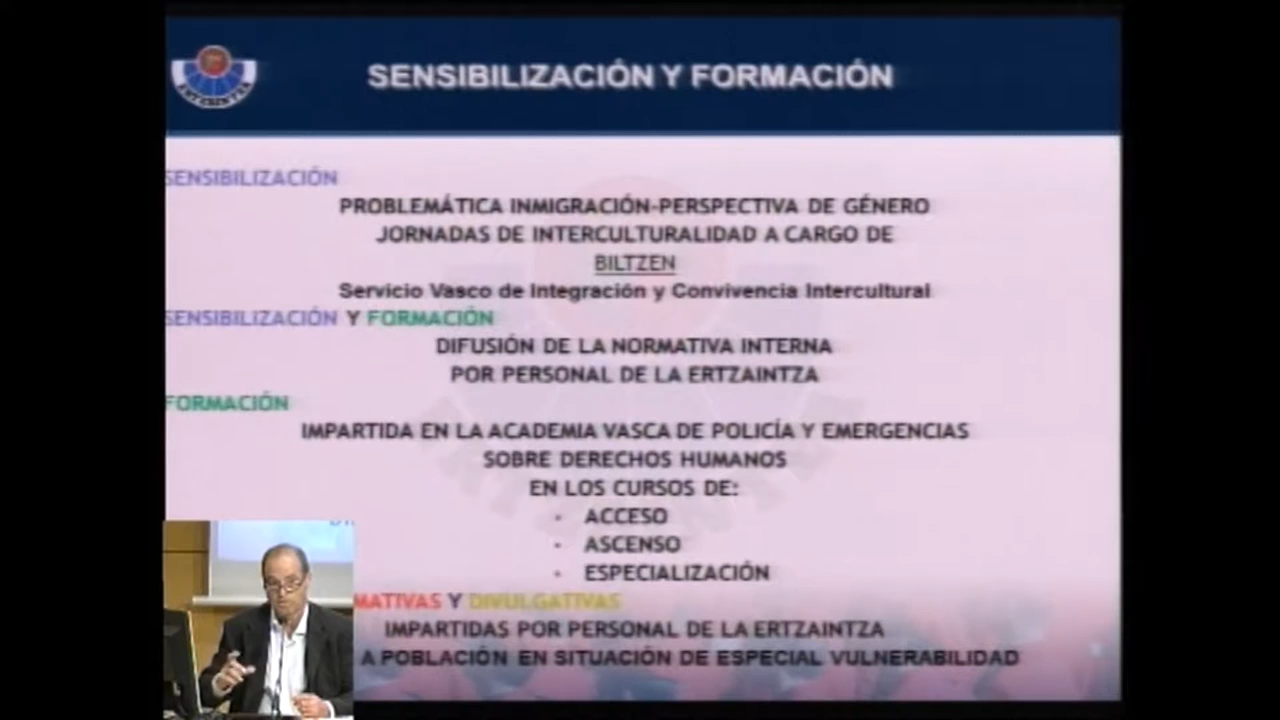 SENSIBILIZACIÓN Y FORMACIÓN
ERTZAINTZA
SENSIBILIZACIÓN
PROBLEMÁTICA INMIGRACIÓN-PERSPECTIVA DE GÉNERO
JORNADAS DE INTERCULTURALIDAD A CARGO DE
BILTZEN
Servicio Vasco de Integración y Convivencia Intercultural
SENSIBILIZACIÓN Y FORMACIÓN
DIFUSIÓN DE LA NORMATIVA INTERNA
POR PERSONAL DE LA ERTZAINTZA
FORMACIÓN
IMPARTIDA EN LA ACADEMIA VASCA DE POLICÍA Y EMERGENCIAS
SOBRE DERECHOS HUMANOS
EN LOS CURSOS DE:
- ACCESO
- ASCENSO
- ESPECIALIZACIÓN
MATIVAS Y DIVULGATIVAS
IMPARTIDAS POR PERSONAL DE LA ERTZAINTZA
A POBLACIÓN EN SITUACIÓN DE ESPECIAL VULNERABILIDAD